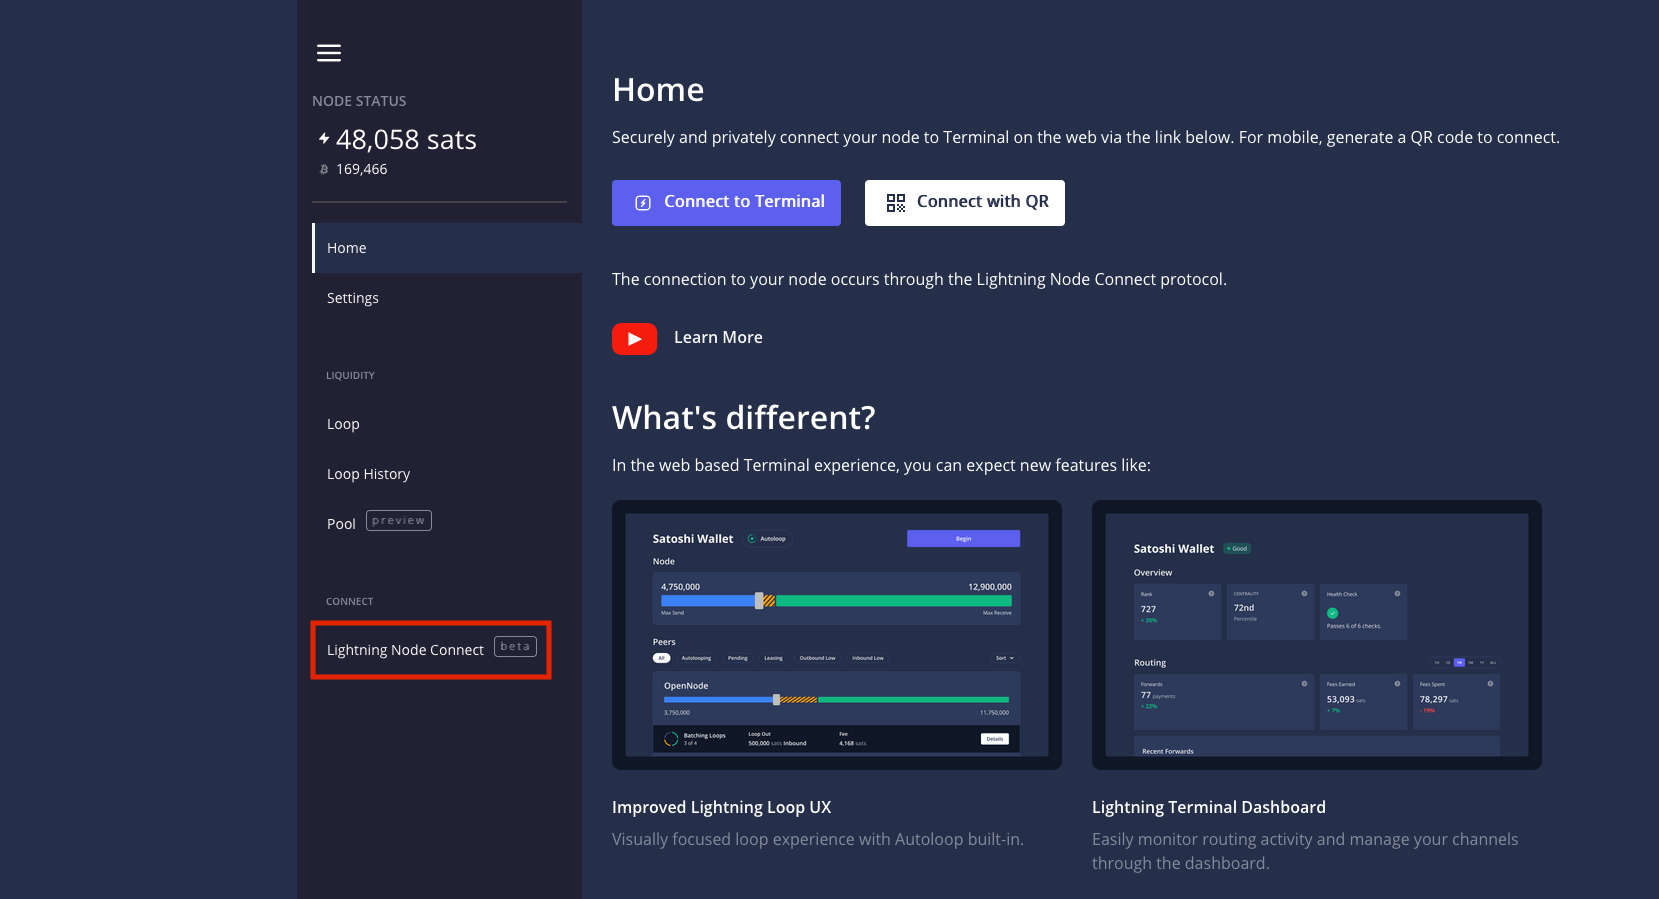 NODE STATUS
48,058 sats
169,466
Home
Settings
LIQUIDITY
Loop
Loop History
Pool preview
CONNECT
Lightning Node Connect beta
Home
Securely and privately connect your node to Terminal on the web via the link below. For mobile, generate a QR code to connect.
Connect to Terminal
Connect with QR
The connection to your node occurs through the Lightning Node Connect protocol.
Learn More
What's different?
In the web based Terminal experience, you can expect new features like:
Satoshi Wallet Autoloop Begin
Node
4,750,000 12,900,000
Max Send Max Receive
Peers
All Autolooping Pending Leasing Outbound Low Inbound Low Sort
OpenNode
3,750,000 11,750,000
Batching Loops Loop Out Fee
3 of 4 500,000 sats Inbound 4,168 sats Details
Improved Lightning Loop UX
Visually focused loop experience with Autoloop built-in.
Satoshi Wallet Good
Overview
Rank CENTRALITY Health Check
727 72nd
+ 20% Percentile Passes 6 of 6 checks.
Routing
Forwards Fees Earned Fees Spent
77 payments 53,093 sats 78,297 sats
+ 22% + 7% - 19%
Recent Forwards
Lightning Terminal Dashboard
Easily monitor routing activity and manage your channels
through the dashboard.